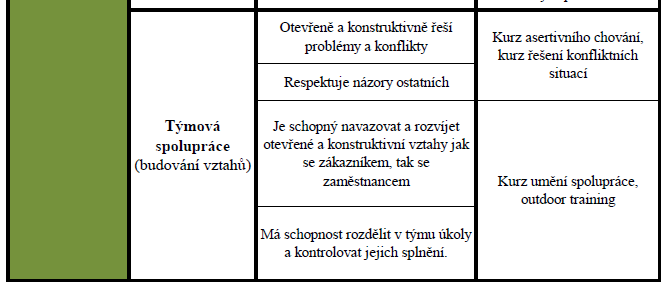 Týmová
spolupráce
(budování vztahů)
Otevřeně a konstruktivně řeší
problémy a konflikty
Respektuje názory ostatních
Je schopný navazovat a rozvíjet
otevřené a konstruktivní vztahy jak
se zákazníkem, tak se
zaměstnancem
Má schopnost rozdělit v týmu úkoly
a kontrolovat jejich splnění.
Kurz asertivního chování,
kurz řešení konfliktních
situací
Kurz umění spolupráce,
outdoor training